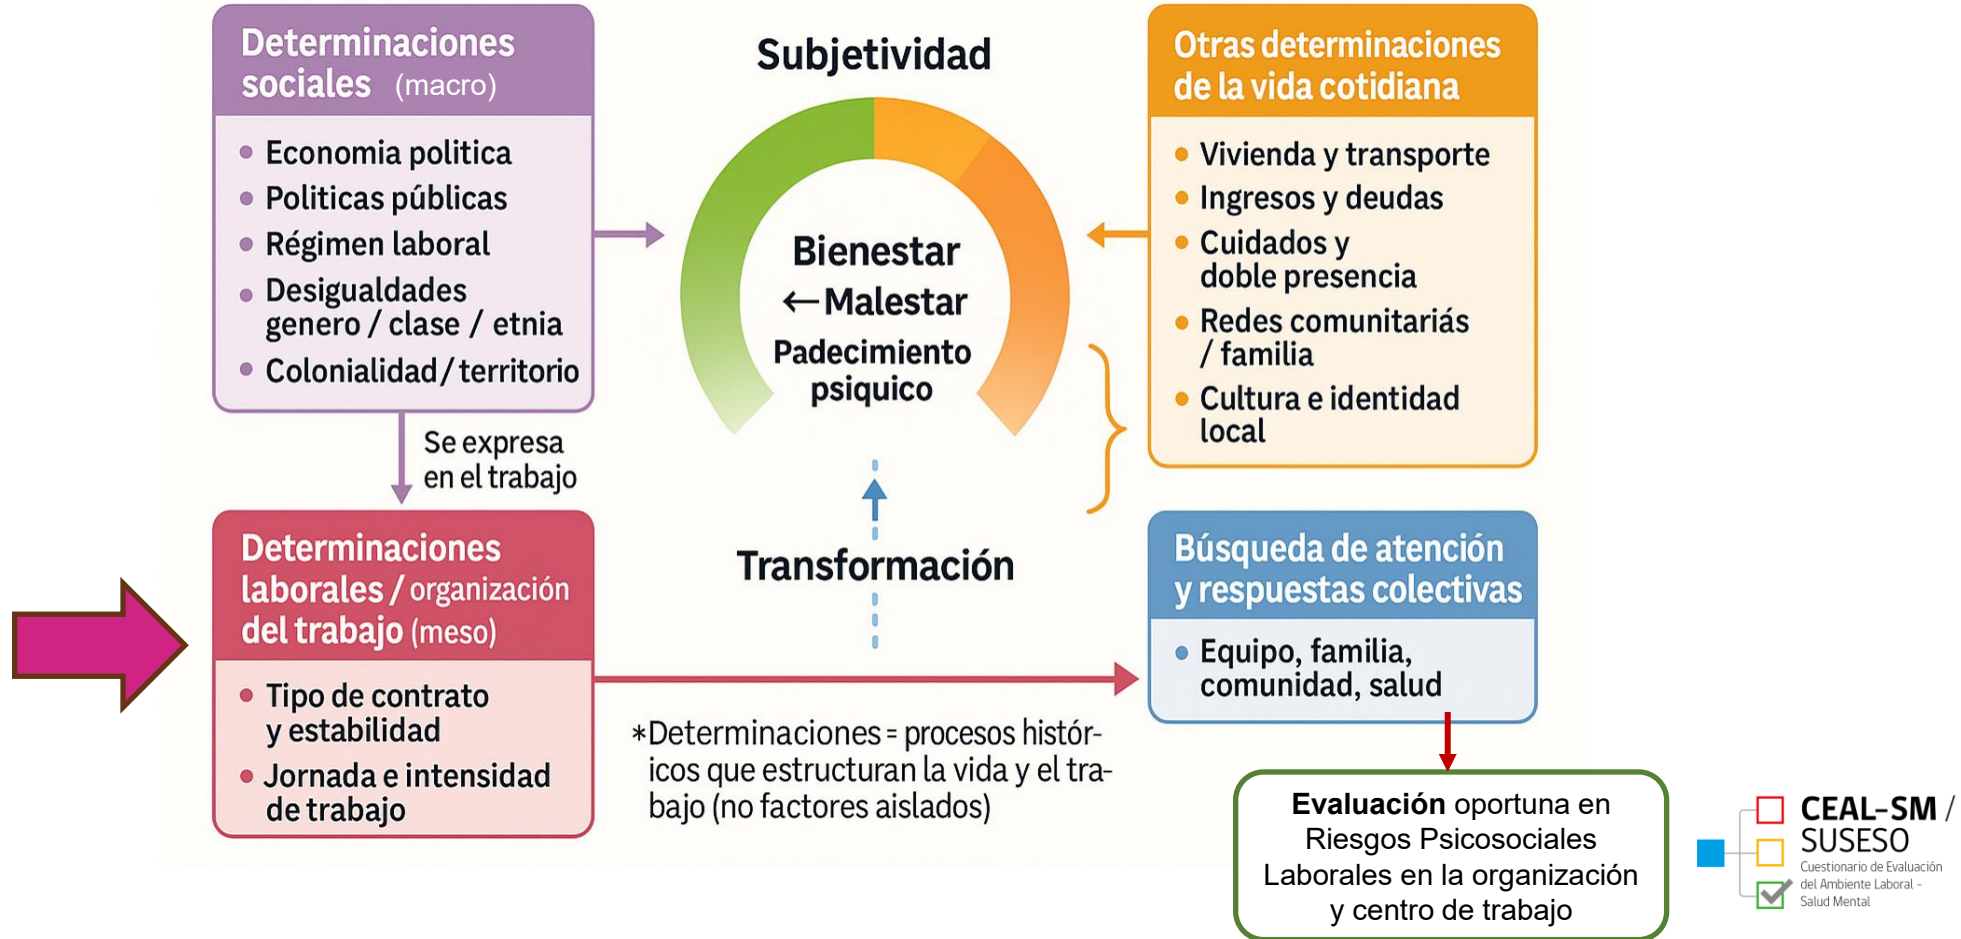 Determinaciones
sociales (macro)
Economia politica
Politicas públicas
Régimen laboral
Desigualdades
genero / clase / etnia
Colonialidad / territorio
Se expresa
en el trabajo
Determinaciones
laborales / organización
del trabajo (meso)
Tipo de contrato
y estabilidad
Jornada e intensidad
de trabajo
Subjetividad
Bienestar
←Malestar
Padecimiento
psiquico
Transformación
*Determinaciones = procesos histór-
icos que estructuran la vida y el tra-
bajo (no factores aislados)
Otras determinaciones
de la vida cotidiana
Vivienda y transporte
Ingresos y deudas
Cuidados y
doble presencia
Redes comunitariás
/ familia
Cultura e identidad
local
Búsqueda de atención
y respuestas colectivas
Equipo, familia,
comunidad, salud
Evaluación oportuna en
Riesgos Psicosociales
Laborales en la organización
y centro de trabajo
CEAL-SM /
SUSESO
Cuestionario de Evaluación
del Ambiente Laboral -
Salud Mental